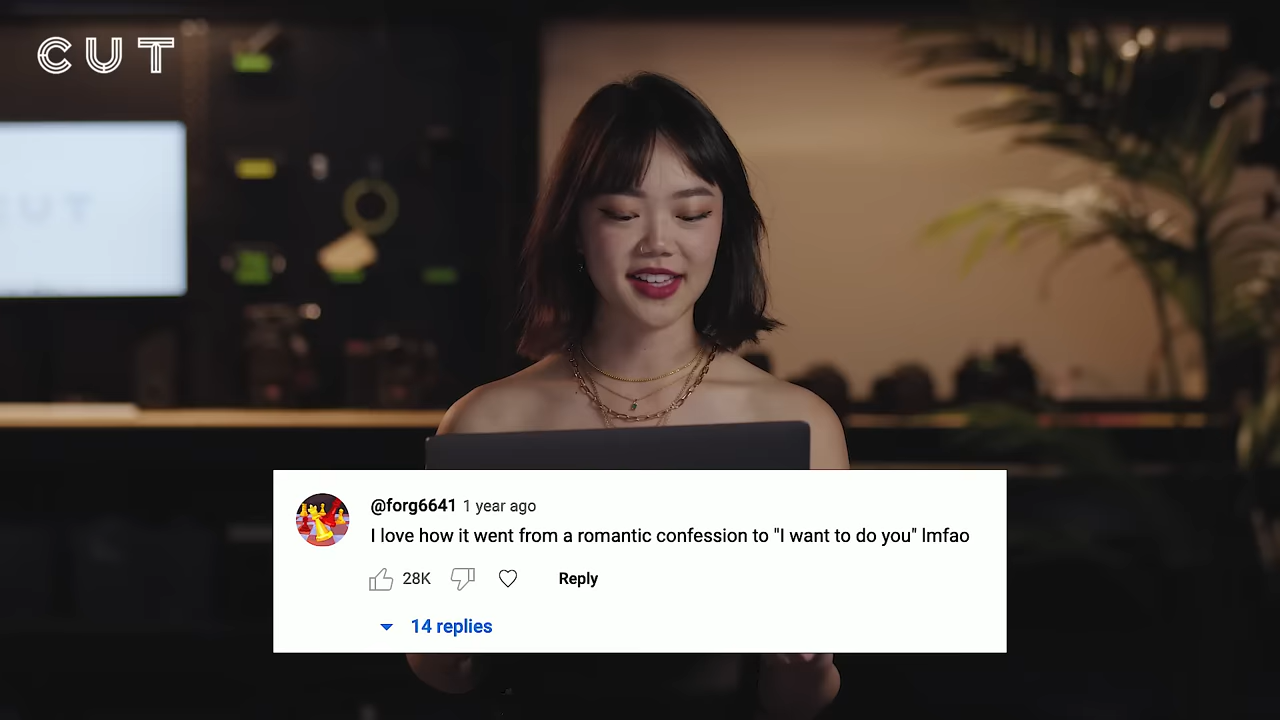 CUT
UT
@forg6641 1 year ago
I love how it went from a romantic confession to "I want to do you" lmfao
28K
Reply
14 replies